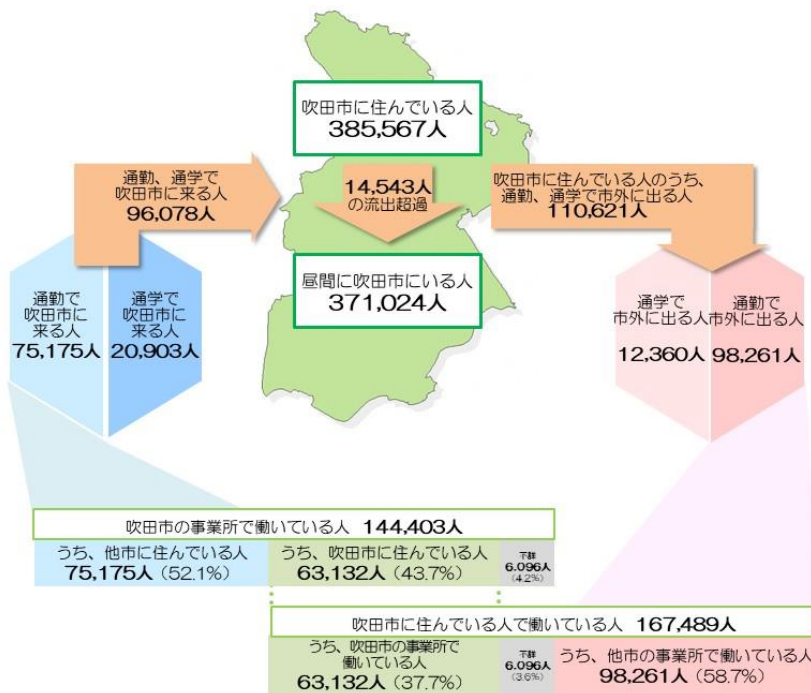 吹田市に住んでいる人
385,567人
通勤、通学で
吹田市に来る人
96,078人
14,543人
の流出超過
吹田市に住んでいる人のうち、
通勤、通学で市外に出る人
110,621人
昼間に吹田市にいる人
371,024人
通勤で
吹田市に
来る人
75,175人
通学で
吹田市に
来る人
20,903人
通学で
市外に出る人
12,360人
通勤で
市外に出る人
98,261人
吹田市の事業所で働いている人 144,403人
うち、他市に住んでいる人
75,175人(52.1%)
うち、吹田市に住んでいる人
63,132人(43.7%)
不詳
6,096人
(4.2%)
吹田市に住んでいる人で働いている人 167,489人
うち、吹田市の事業所で
働いている人
63,132人(37.7%)
不詳
6,096人
(3.6%)
うち、他市の事業所で働いている人
98,261人(58.7%)